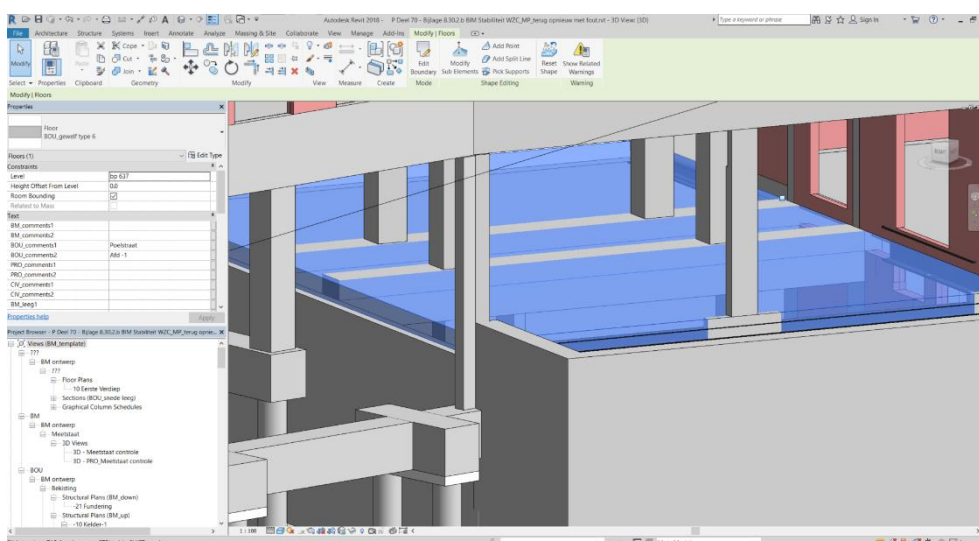 Autodesk Revit 2018 - P Deel 70 - Bijlage 8.30.2.b BIM Stabiliteit WZC_MP_terug opnieuw met fout.rvt - 3D View: {3D}
Type a keyword or phrase
Sign In
File Architecture Structure Systems Insert Annotate Analyze Massing & Site Collaborate View Manage Add-Ins Modify | Floors
Modify
Properties
Paste
Cope
Cut
Join
Edit Boundary
Modify Sub Elements
Add Point
Add Split Line
Pick Supports
Reset Shape
Show Related Warnings
Select Properties Clipboard Geometry Modify View Measure Create Mode Shape Editing Warning
Modify | Floors
Properties
Floor
BOU_gewelf type 6
Floors (1) Edit Type
Constraints
Level bp 637
Height Offset From Level 0.0
Room Bounding
Related to Mass
Text
BM_comments1
BM_comments2
BOU_comments1 Poelstraat
BOU_comments2 Afd -1
PRO_comments1
PRO_comments2
CN_comments1
CN_comments2
BM_leeg1
Properties help Apply
Project Browser - P Deel 70 - Bijlage 8.30.2.b BIM Stabiliteit WZC_MP_terug opnie...
Views (BM_template)
???
BM ontwerp
???
Floor Plans
10 Eerste Verdiep
Sections (BOU_snede leeg)
Graphical Column Schedules
BM
BM ontwerp
Meetstaat
3D Views
3D - Meetstaat controle
3D - PRO_Meetstaat controle
BOU
BM ontwerp
Bekisting
Structural Plans (BM_down)
-21 Fundering
Structural Plans (BM_up)
-10 Kelder-1
1 : 100